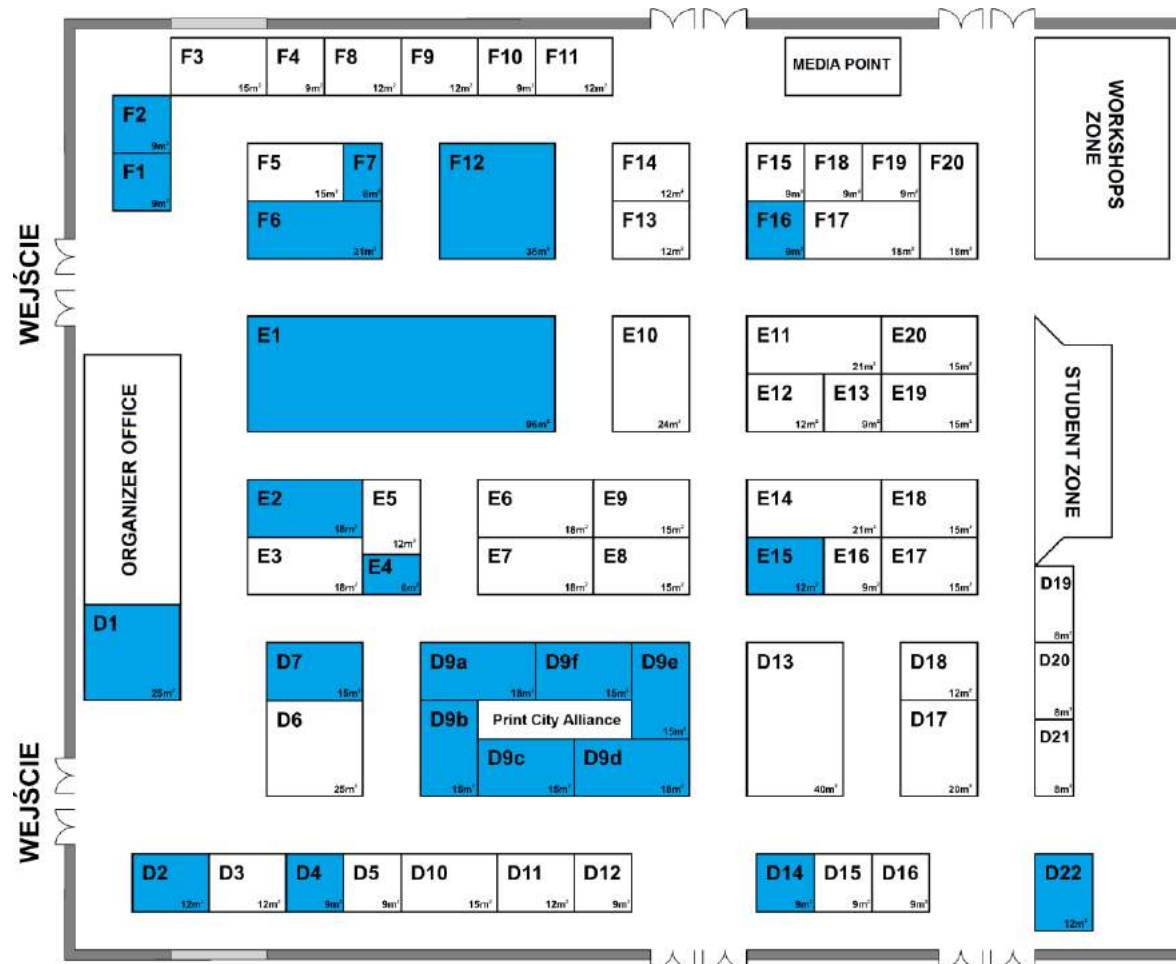 F3
15m²
F4
9m²
F8
12m²
F9
12m²
F10
9m²
F11
12m²
MEDIA POINT
WORKSHOPS
ZONE
F2
9m²
F1
9m²
F5
15m²
F7
6m²
F6
21m²
F12
F14
12m²
F13
12m²
F15
9m²
F18
9m²
F19
9m²
F20
18m²
F16
9m²
F17
18m²
WEJŚCIE
E1
96m²
E10
24m²
E11
21m²
E20
15m²
E12
12m²
E13
9m²
E19
15m²
STUDENT ZONE
ORGANIZER OFFICE
D1
25m²
E2
18m²
E5
12m²
E3
18m²
E4
6m²
E6
18m²
E9
15m²
E7
18m²
E8
15m²
E14
21m²
E18
15m²
E15
12m²
E16
9m²
E17
15m²
D19
8m²
D20
8m²
D21
8m²
D7
15m²
D6
25m²
D9a
18m²
D9f
15m²
D9e
15m²
D9b
15m²
Print City Alliance
D9c
15m²
D9d
18m²
D13
40m²
D18
12m²
D17
20m²
WEJŚCIE
D2
12m²
D3
12m²
D4
9m²
D5
9m²
D10
15m²
D11
12m²
D12
9m²
D14
9m²
D15
9m²
D16
9m²
D22
12m²